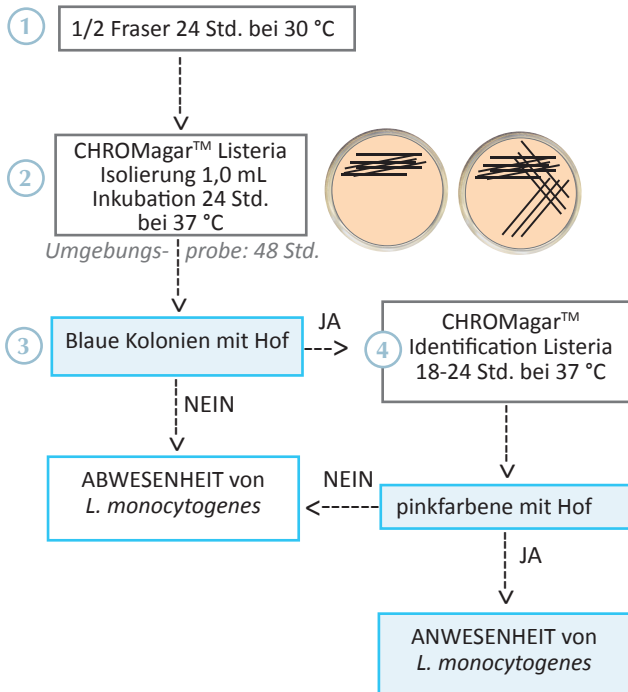 1
1/2 Fraser 24 Std. bei 30 °C
2
CHROMagar™ Listeria
Isolierung 1,0 mL
Inkubation 24 Std.
bei 37 °C
Umgebungs- probe: 48 Std.
3
Blaue Kolonien mit Hof
JA
4
CHROMagar™
Identification Listeria
18-24 Std. bei 37 °C
NEIN
ABWESENHEIT von
L. monocytogenes
NEIN
pinkfarbene mit Hof
JA
ANWESENHEIT von
L. monocytogenes